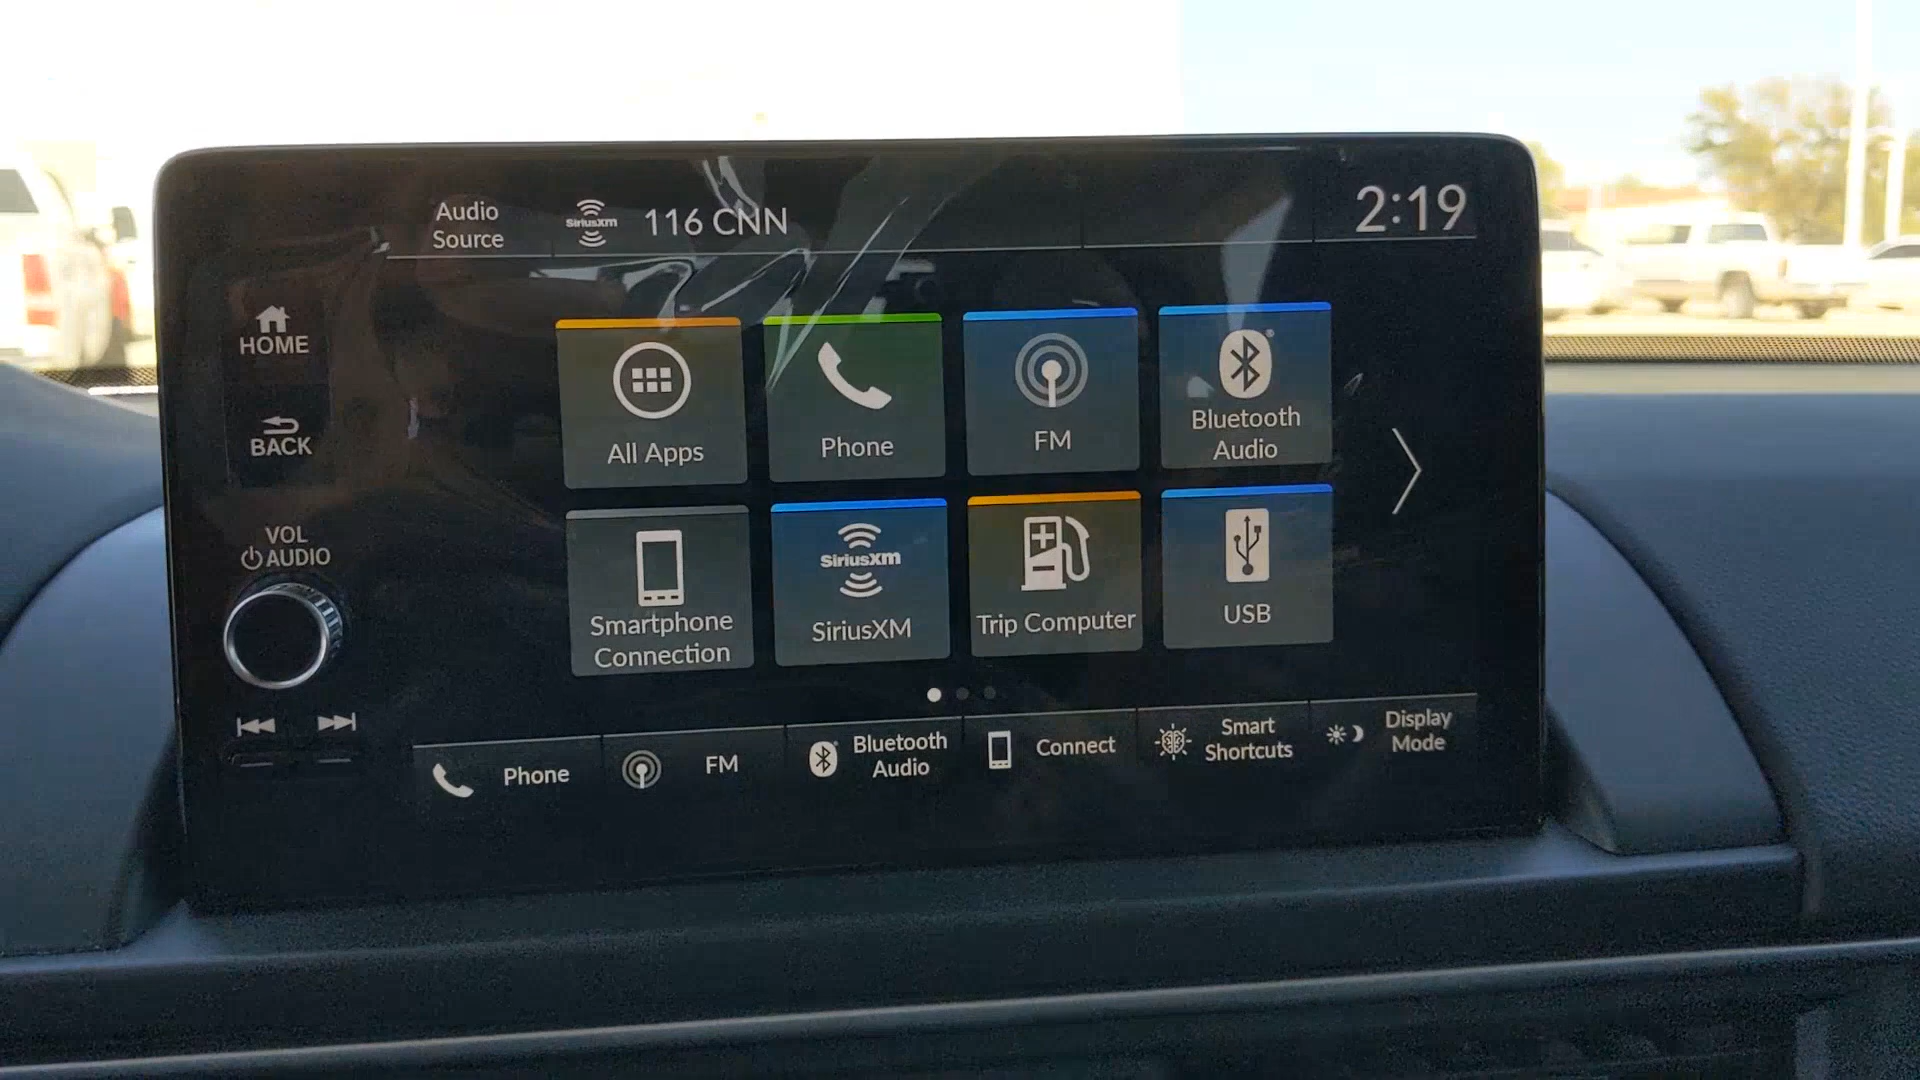 Audio
Source
SiriusXm
116 CNN
2:19
HOME
BACK
VOL
AUDIO
All Apps
Phone
FM
Bluetooth
Audio
Smartphone
Connection
SiriusXm
SiriusXM
Trip Computer
USB
Phone
FM
Bluetooth
Audio
Connect
Smart
Shortcuts
Display
Mode